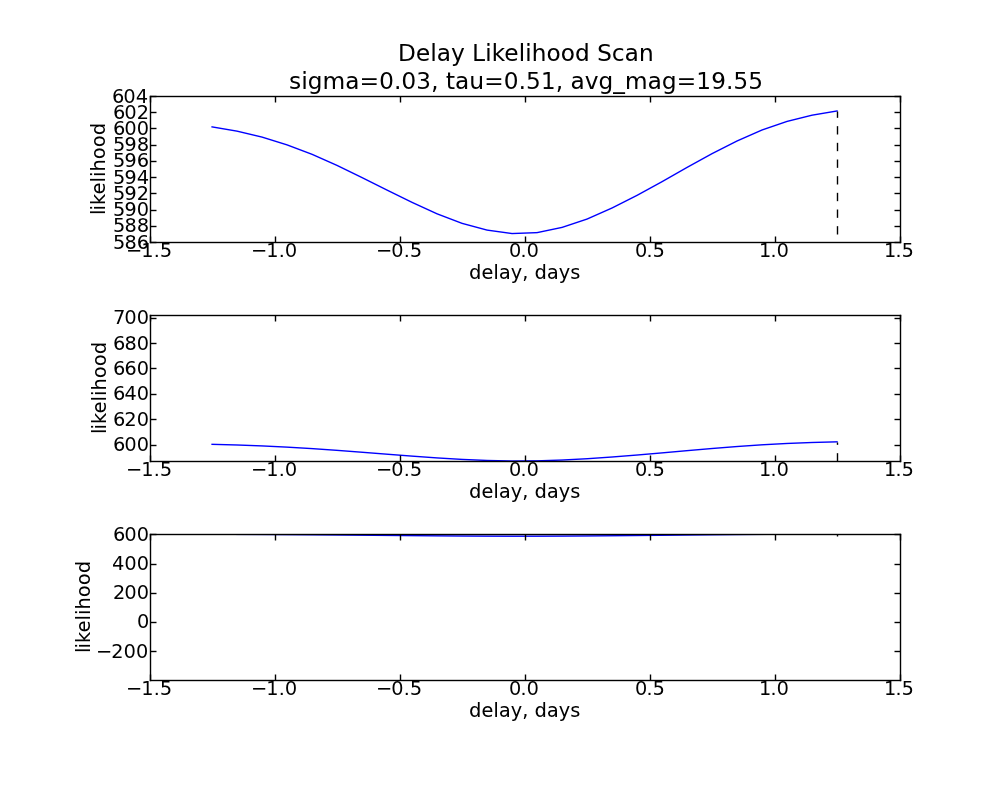 Delay Likelihood Scan
sigma=0.03, tau=0.51, avg_mag=19.55
604
602
600
598
596
594
592
590
588
586
likelihood
−1.5 −1.0 −0.5 0.0 0.5 1.0 1.5
delay, days
700
680
660
640
620
600
likelihood
−1.5 −1.0 −0.5 0.0 0.5 1.0 1.5
delay, days
600
400
200
0
−200
likelihood
−1.5 −1.0 −0.5 0.0 0.5 1.0 1.5
delay, days